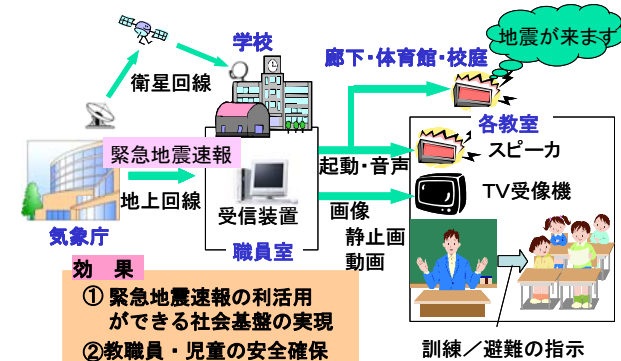 地震が来ます
学校
廊下・体育館・校庭
衛星回線
各教室
スピーカ
緊急地震速報
起動・音声
地上回線
受信装置
TV受像機
画像
静止画
動画
気象庁
職員室
効 果
① 緊急地震速報の利活用
ができる社会基盤の実現
②教職員・児童の安全確保
訓練／避難の指示